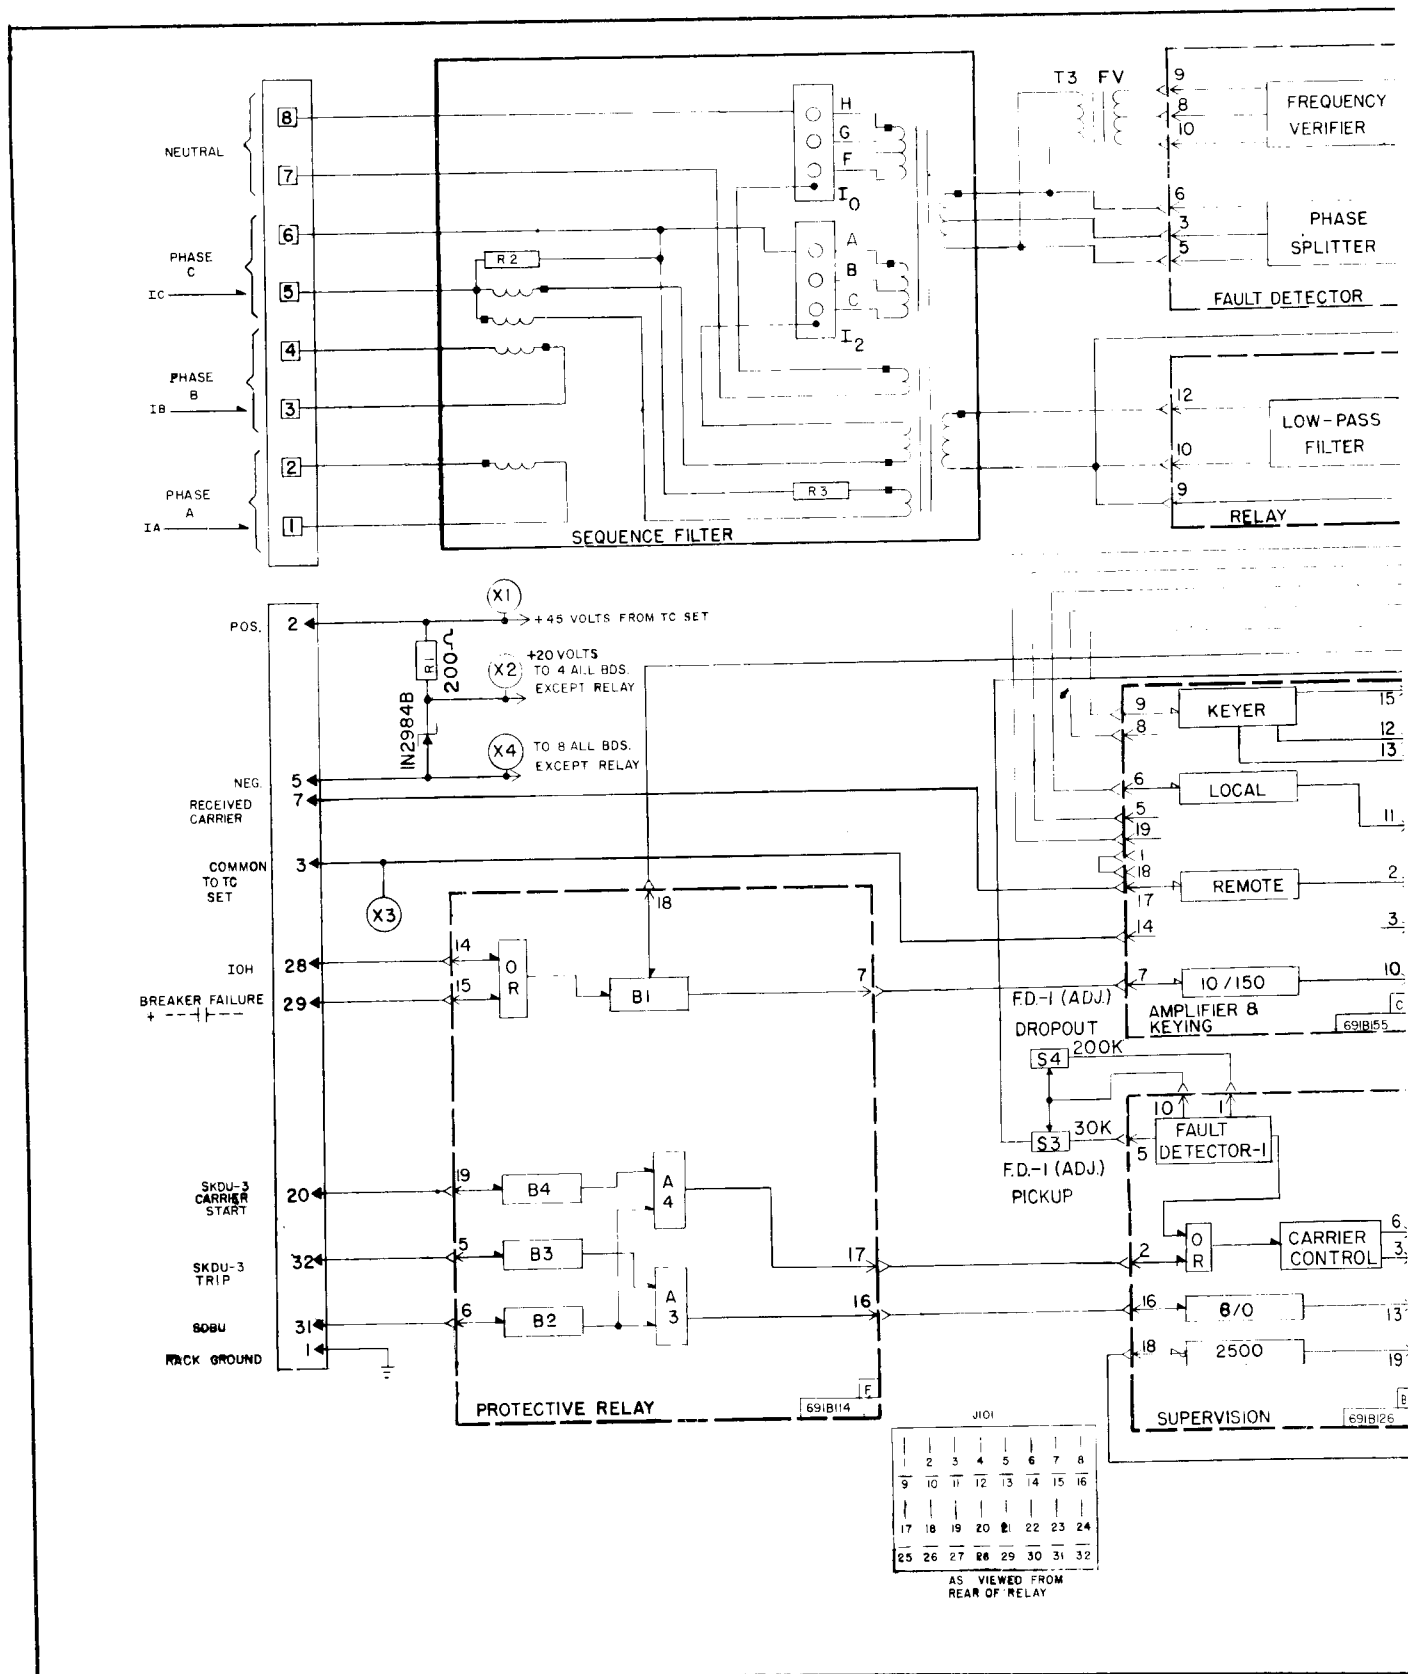 T3 FV
9
8
10
FREQUENCY
VERIFIER
6
3
5
PHASE
SPLITTER
FAULT DETECTOR
NEUTRAL
8
7
PHASE
C
IC
6
5
PHASE
B
IB
4
3
PHASE
A
IA
2
1
R2
H
G
F
I0
A
B
C
I2
R3
SEQUENCE FILTER
12
10
9
LOW-PASS
FILTER
RELAY
POS.
2
X1
+45 VOLTS FROM TC SET
R1
200Ω
X2
+20 VOLTS
TO 4 ALL BDS.
EXCEPT RELAY
IN2984B
X4
TO 8 ALL BDS.
EXCEPT RELAY
NEG.
5
RECEIVED
CARRIER
7
COMMON
TO TC
SET
3
X3
IOH
28
BREAKER FAILURE
+
29
SKDU-3
CARRIER
START
20
SKDU-3
TRIP
32
SDBU
31
RACK GROUND
1
18
14
15
O
R
B1
7
19
B4
A
4
5
B3
17
6
B2
A
3
16
PROTECTIVE RELAY
691B114
9
8
KEYER
15
12
13
6
LOCAL
5
19
11
1
18
17
REMOTE
2
14
3
7
10/150
10
AMPLIFIER &
KEYING
691B155
C
F.D.-1 (ADJ.)
DROPOUT
S4
200K
S3
30K
F.D.-1 (ADJ.)
PICKUP
10
1
5
FAULT
DETECTOR-1
2
O
R
CARRIER
CONTROL
6
3
16
13
18
2500
19
SUPERVISION
691B126
B
J101
1 2 3 4 5 6 7 8
9 10 11 12 13 14 15 16
17 18 19 20 21 22 23 24
25 26 27 28 29 30 31 32
AS VIEWED FROM
REAR OF RELAY